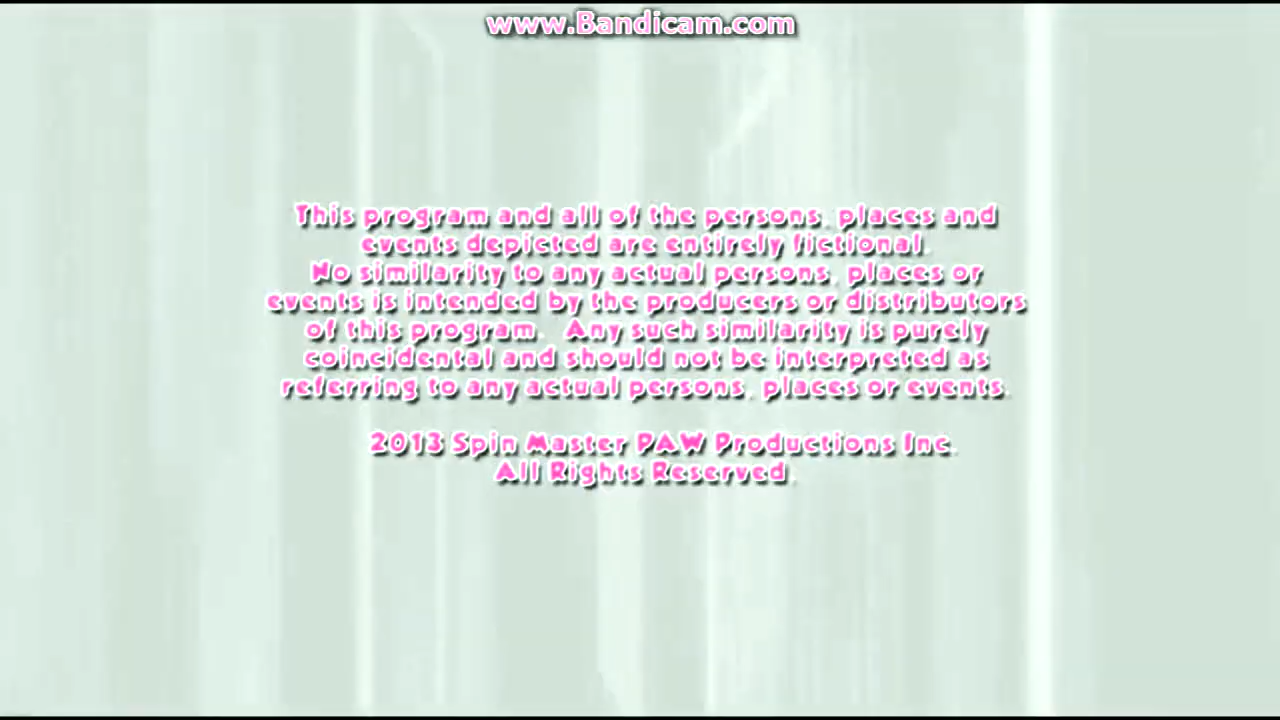 www.Bandicam.com
This program and all of the persons, places and
events depicted are entirely fictional.
No similarity to any actual persons, places or
events is intended by the producers or distributors
of this program. Any such similarity is purely
coincidental and should not be interpreted as
referring to any actual persons, places or events.
2013 Spin Master PAW Productions Inc.
All Rights Reserved.